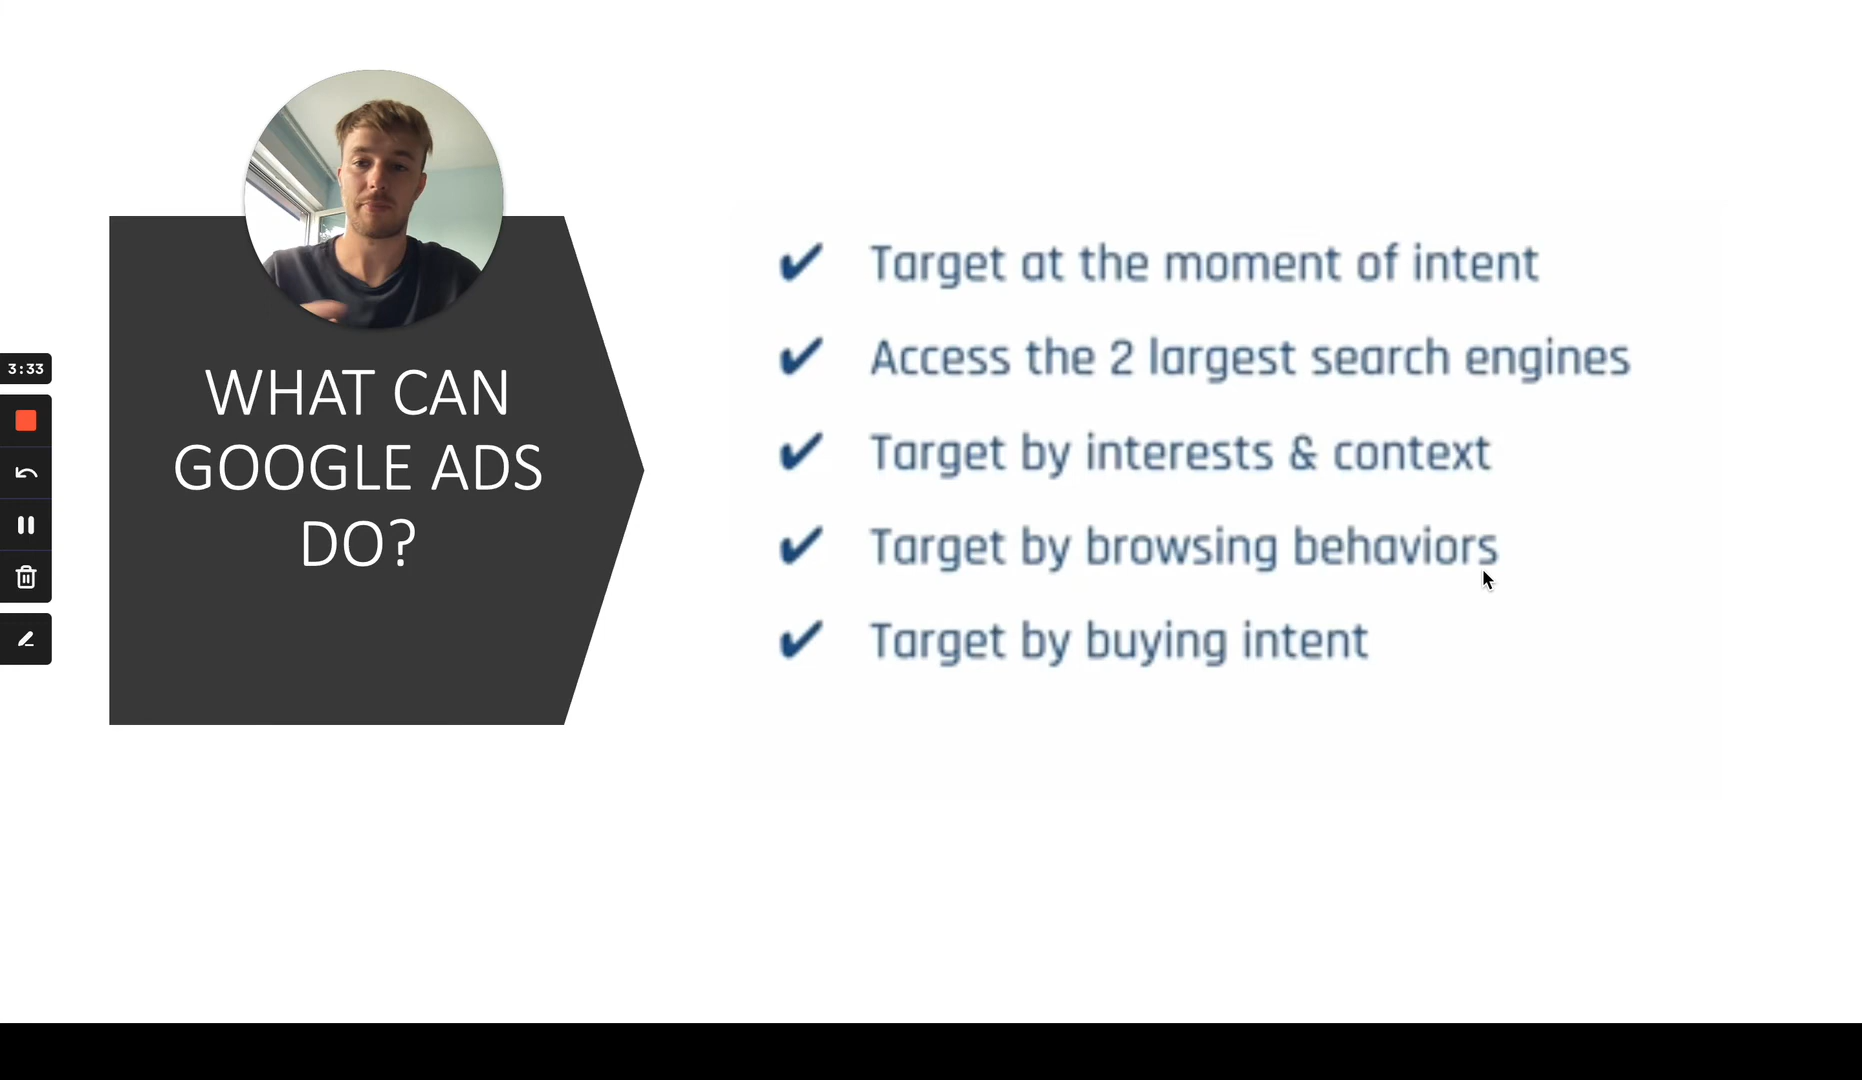 3:33
WHAT CAN
GOOGLE ADS
DO?
✔ Target at the moment of intent
✔ Access the 2 largest search engines
✔ Target by interests & context
✔ Target by browsing behaviors
✔ Target by buying intent